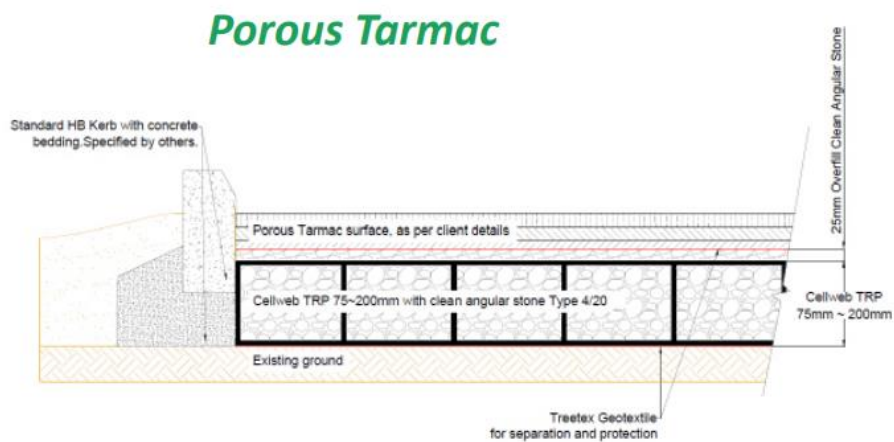 Porous Tarmac
Standard HB Kerb with concrete
bedding.Specified by others.
25mm Overfill Clean Angular Stone
Porous Tarmac surface, as per client details
Cellweb TRP 75~200mm with clean angular stone Type 4/20
Cellweb TRP
75mm ~ 200mm
Existing ground
Treetex Geotextile
for separation and protection